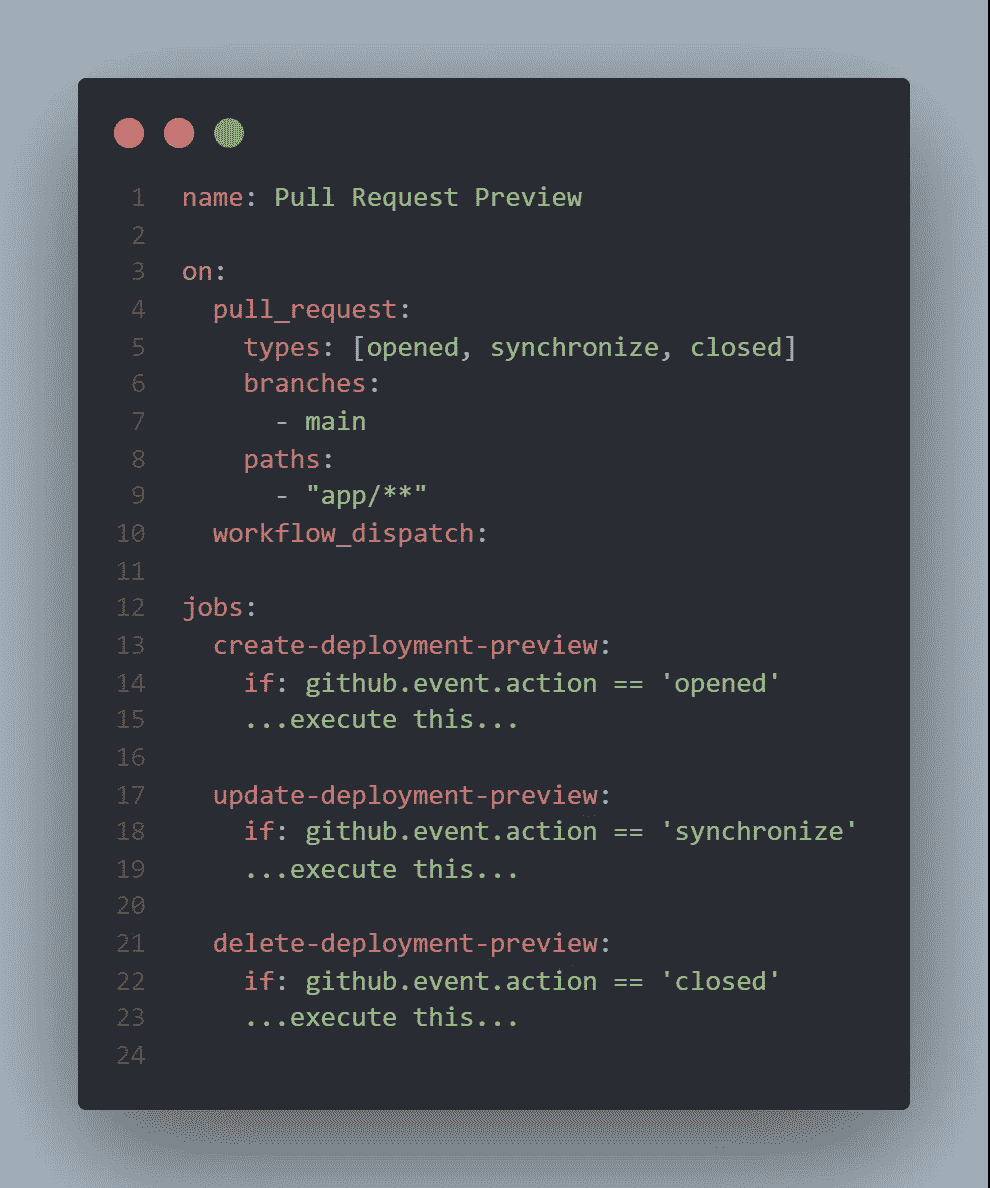 1 name: Pull Request Preview
2
3 on:
4   pull_request:
5     types: [opened, synchronize, closed]
6     branches:
7       - main
8     paths:
9       - "app/**"
10   workflow_dispatch:
11
12 jobs:
13   create-deployment-preview:
14     if: github.event.action == 'opened'
15     ...execute this...
16
17   update-deployment-preview:
18     if: github.event.action == 'synchronize'
19     ...execute this...
20
21   delete-deployment-preview:
22     if: github.event.action == 'closed'
23     ...execute this...
24